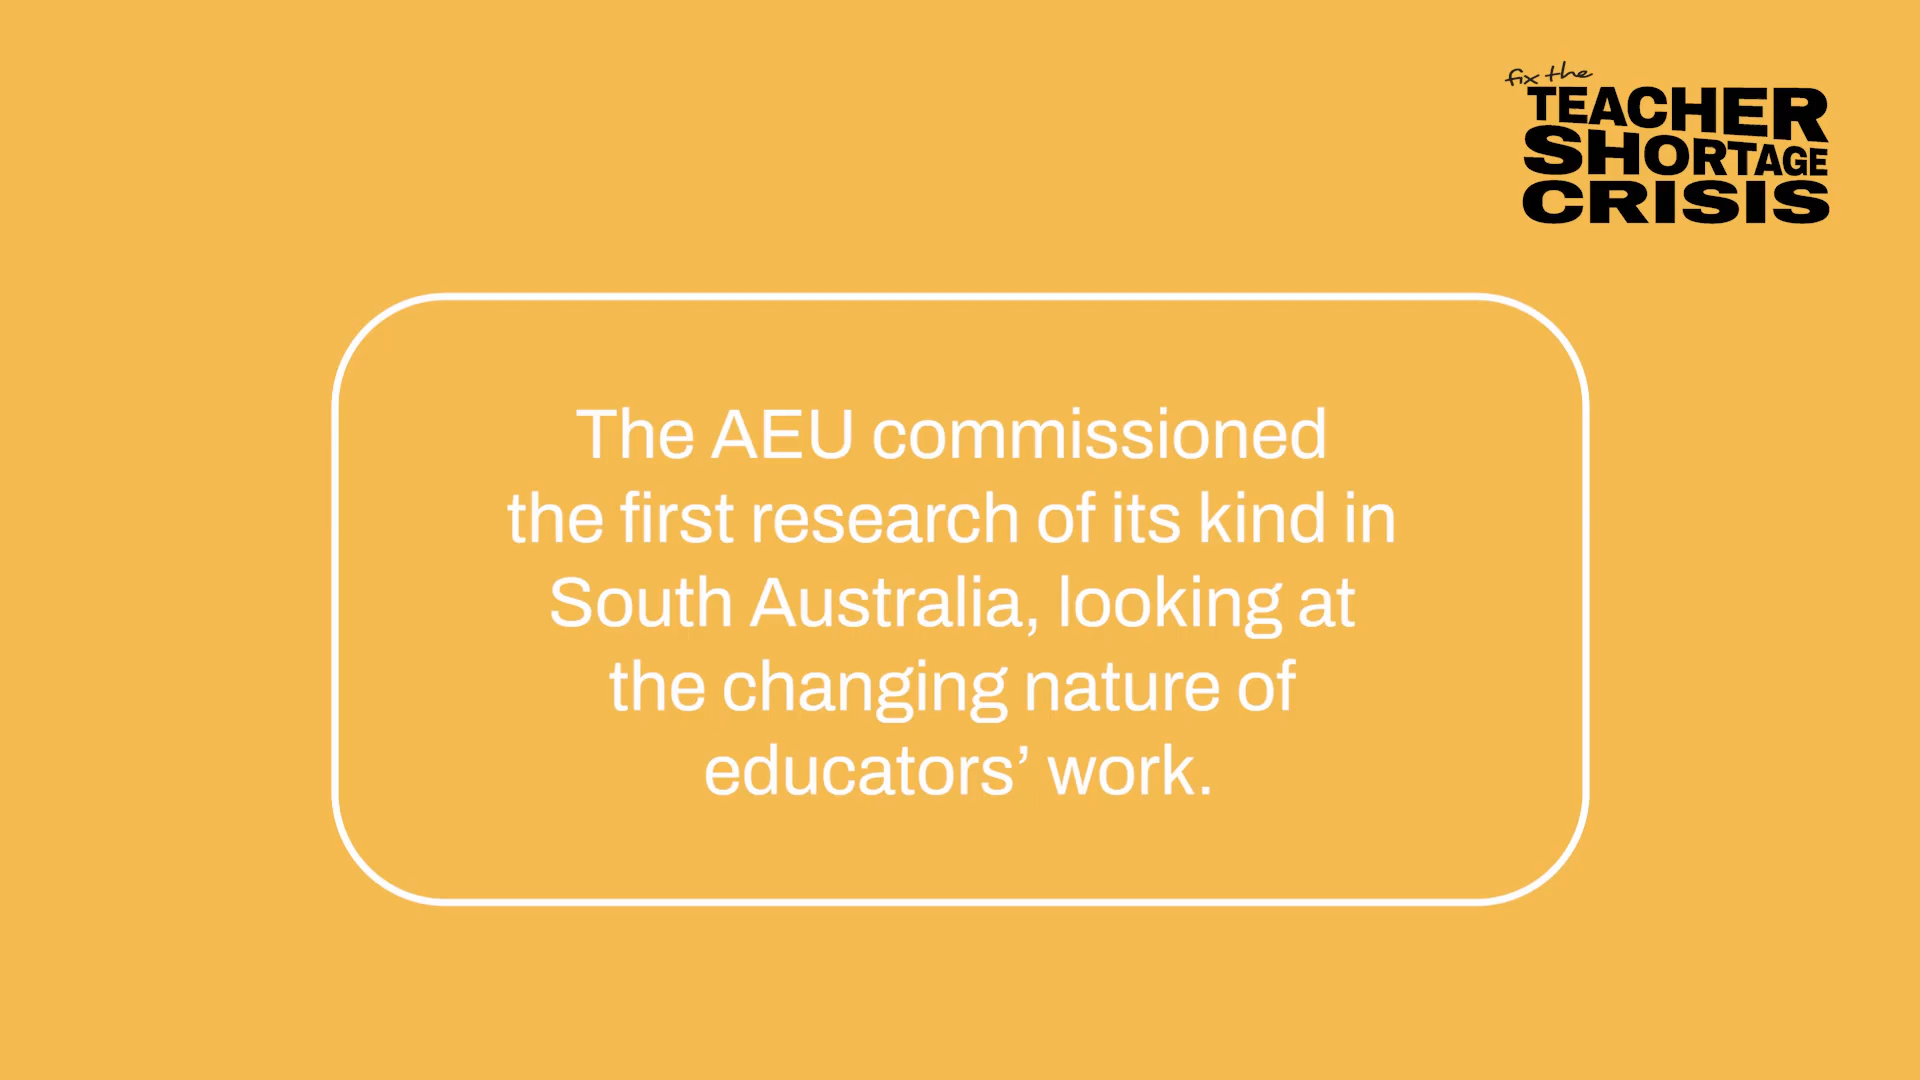 fix the
TEACHER
SHORTAGE
CRISIS
The AEU commissioned
the first research of its kind in
South Australia, looking at
the changing nature of
educators’ work.